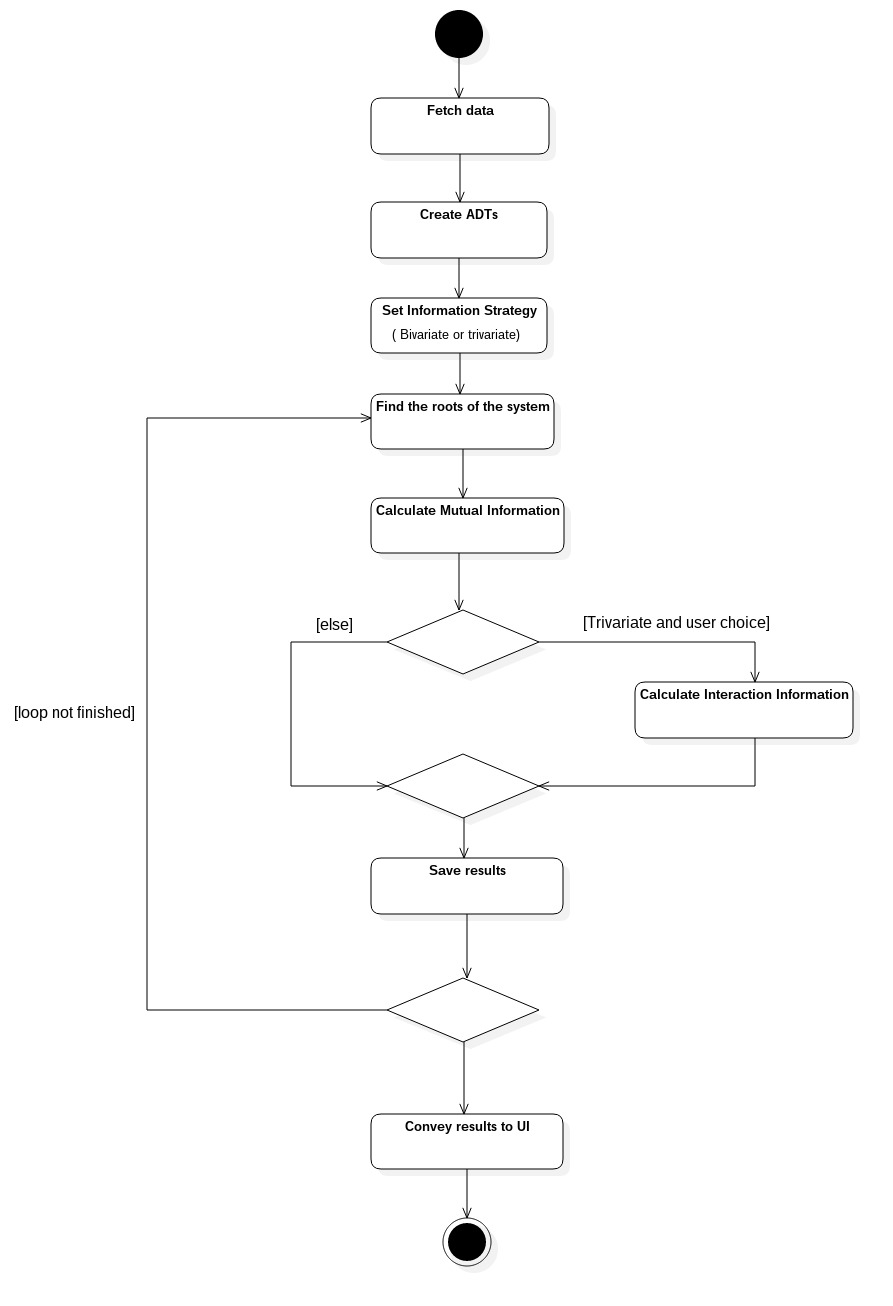 Fetch data
Create ADTs
Set Information Strategy
( Bivariate or trivariate)
Find the roots of the system
Calculate Mutual Information
[else]
[Trivariate and user choice]
Calculate Interaction Information
[loop not finished]
Save results
Convey results to UI